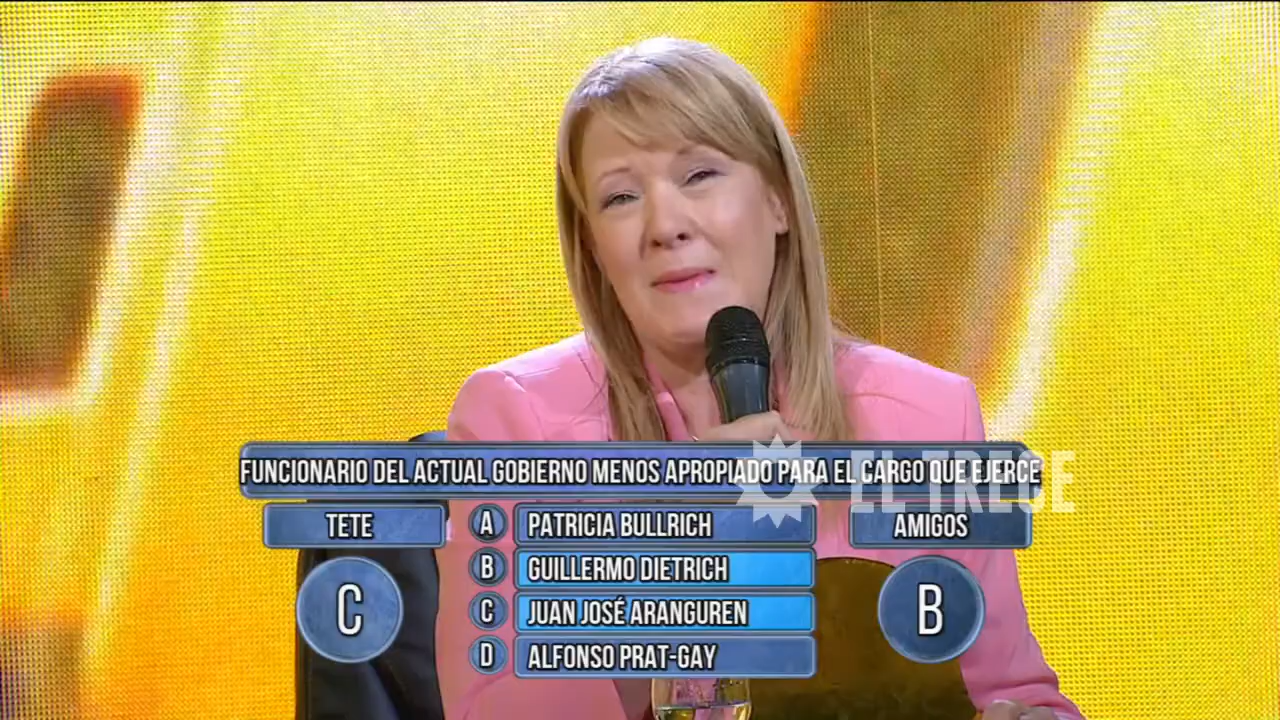 FUNCIONARIO DEL ACTUAL GOBIERNO MENOS APROPIADO PARA EL CARGO QUE EJERCE
EL TRECE
TETE
A PATRICIA BULLRICH
AMIGOS
B GUILLERMO DIETRICH
C
C JUAN JOSÉ ARANGUREN
B
D ALFONSO PRAT-GAY